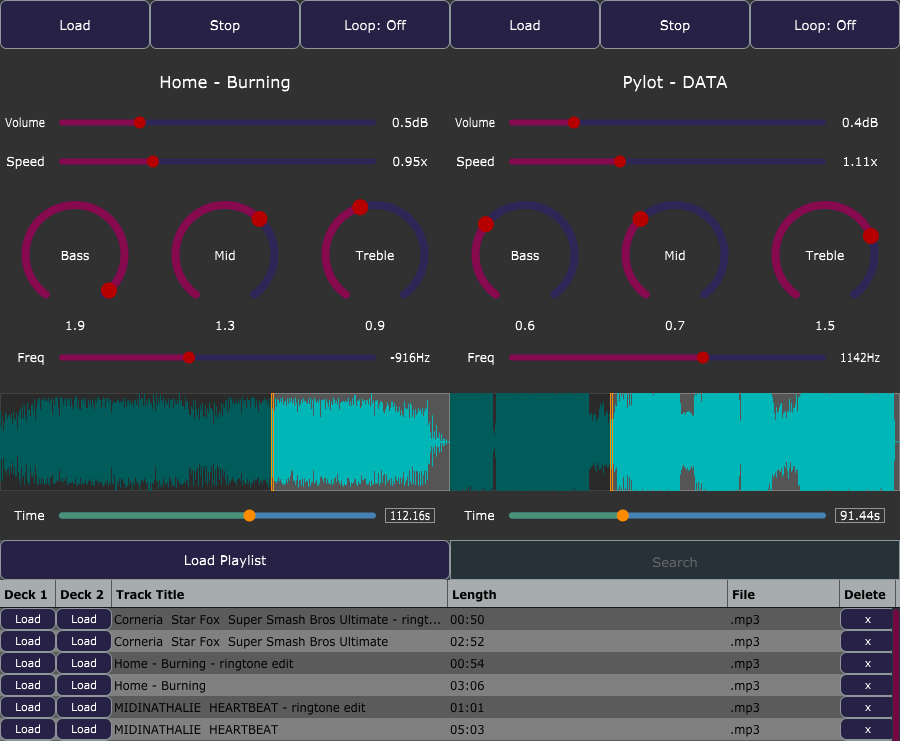 Load Stop Loop: Off Load Stop Loop: Off
Home - Burning Pylot - DATA
Volume 0.5dB Volume 0.4dB
Speed 0.95x Speed 1.11x
Bass Mid Treble Bass Mid Treble
1.9 1.3 0.9 0.6 0.7 1.5
Freq -916Hz Freq 1142Hz
Time 112.16s Time 91.44s
Load Playlist Search
Deck 1 Deck 2 Track Title Length File Delete
Load Load Corneria Star Fox Super Smash Bros Ultimate - ringt... 00:50 .mp3 x
Load Load Corneria Star Fox Super Smash Bros Ultimate 02:52 .mp3 x
Load Load Home - Burning - ringtone edit 00:54 .mp3 x
Load Load Home - Burning 03:06 .mp3 x
Load Load MIDINATHALIE HEARTBEAT - ringtone edit 01:01 .mp3 x
Load Load MIDINATHALIE HEARTBEAT 05:03 .mp3 x